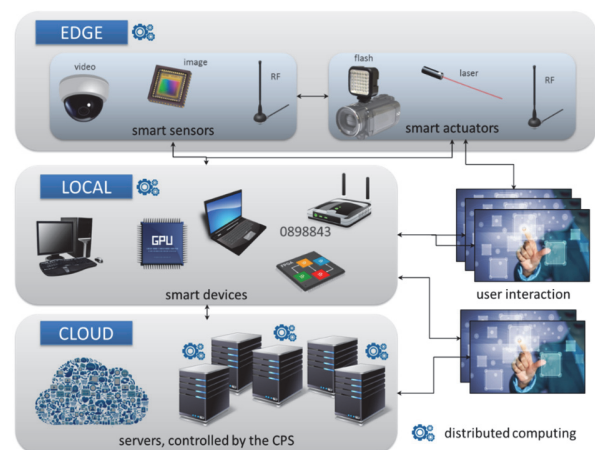 EDGE
video
image
RF
smart sensors
flash
laser
RF
smart actuators
LOCAL
GPU
0898843
smart devices
user interaction
CLOUD
servers, controlled by the CPS
distributed computing